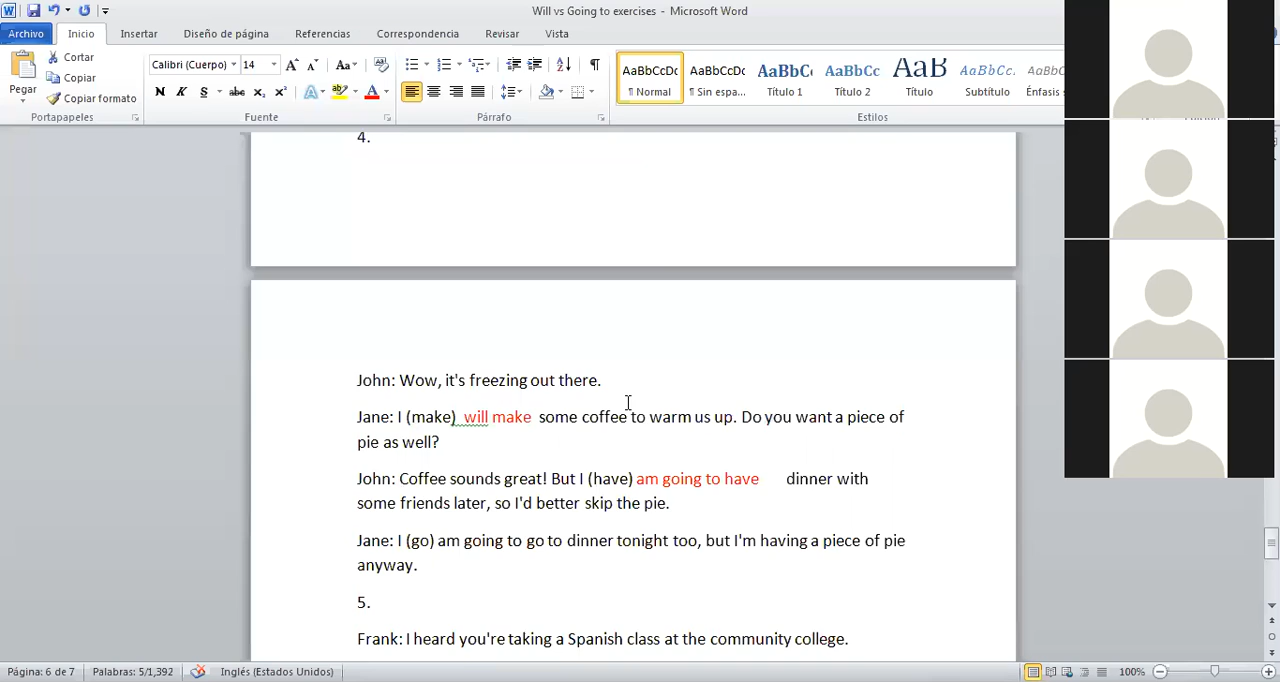 Will vs Going to exercises - Microsoft Word
Archivo Inicio Insertar Diseño de página Referencias Correspondencia Revisar Vista
Pegar Cortar
Copiar
Copiar formato
Portapapeles
Calibri (Cuerpo) 14
N K S abc x₂ x²
Fuente
Párrafo
AaBbCcDc AaBbCcDc AaBbC AaBbCc AaB AaBbCc. AaBbC
¶ Normal ¶ Sin espa... Título 1 Título 2 Título Subtítulo Énfasis
Estilos
4.
John: Wow, it's freezing out there.
Jane: I (make) will make some coffee to warm us up. Do you want a piece of
pie as well?
John: Coffee sounds great! But I (have) am going to have dinner with
some friends later, so I'd better skip the pie.
Jane: I (go) am going to go to dinner tonight too, but I'm having a piece of pie
anyway.
5.
Frank: I heard you're taking a Spanish class at the community college.
Página: 6 de 7 Palabras: 5/1,392 Inglés (Estados Unidos) 100%